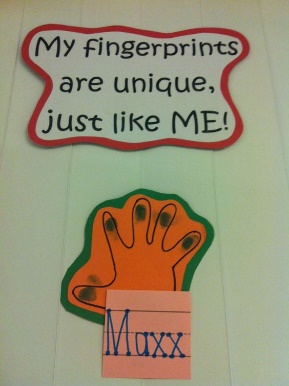 My fingerprints
are unique,
just like ME!
Maxx